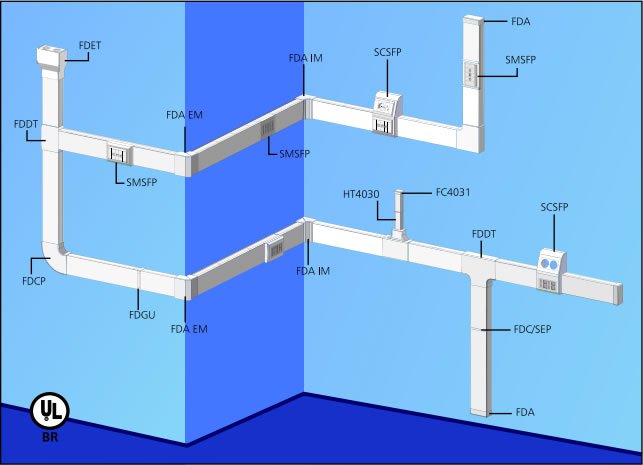 FDA
FDET
SCSFP
FDA IM
SMSFP
FDA EM
FDDT
SMSFP
SMSFP
HT4030
FC4031
SCSFP
FDDT
FDA IM
FDCP
FDGU
FDA EM
FDC/SEP
FDA
UL
BR